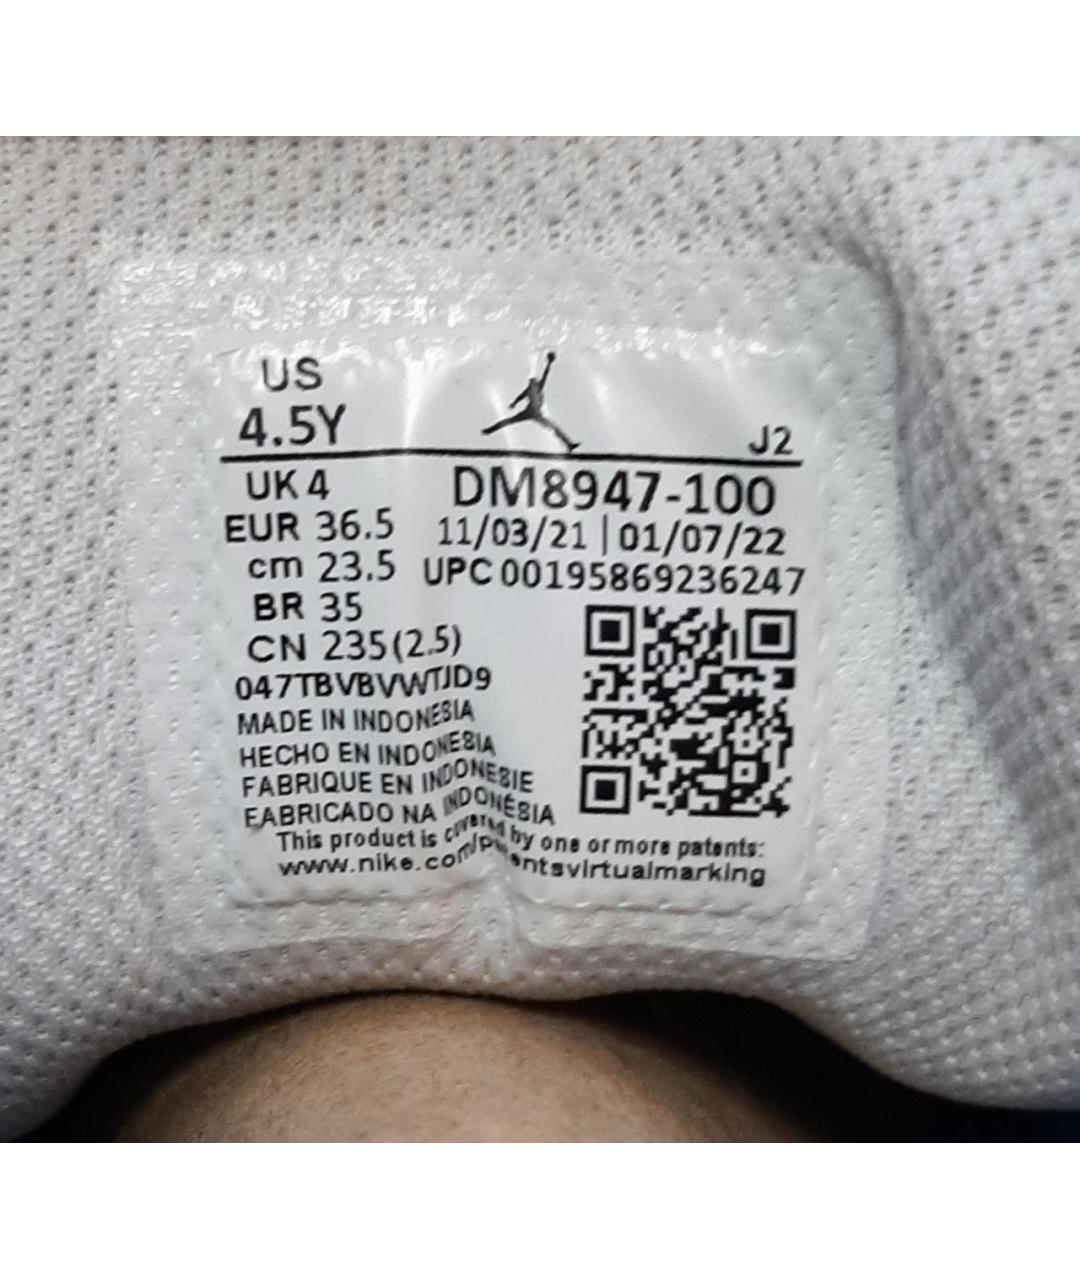 US
4.5Y
J2
UK 4
DM8947-100
EUR 36.5
11/03/21 | 01/07/22
cm 23.5
UPC 00195869236247
BR 35
CN 235(2.5)
047TBVBVWTJD9
MADE IN INDONESIA
HECHO EN INDONESIA
FABRIQUE EN INDONESIE
FABRICADO NA INDONÉSIA
This product is covered by one or more patents:
www.nike.com/patentsvirtualmarking